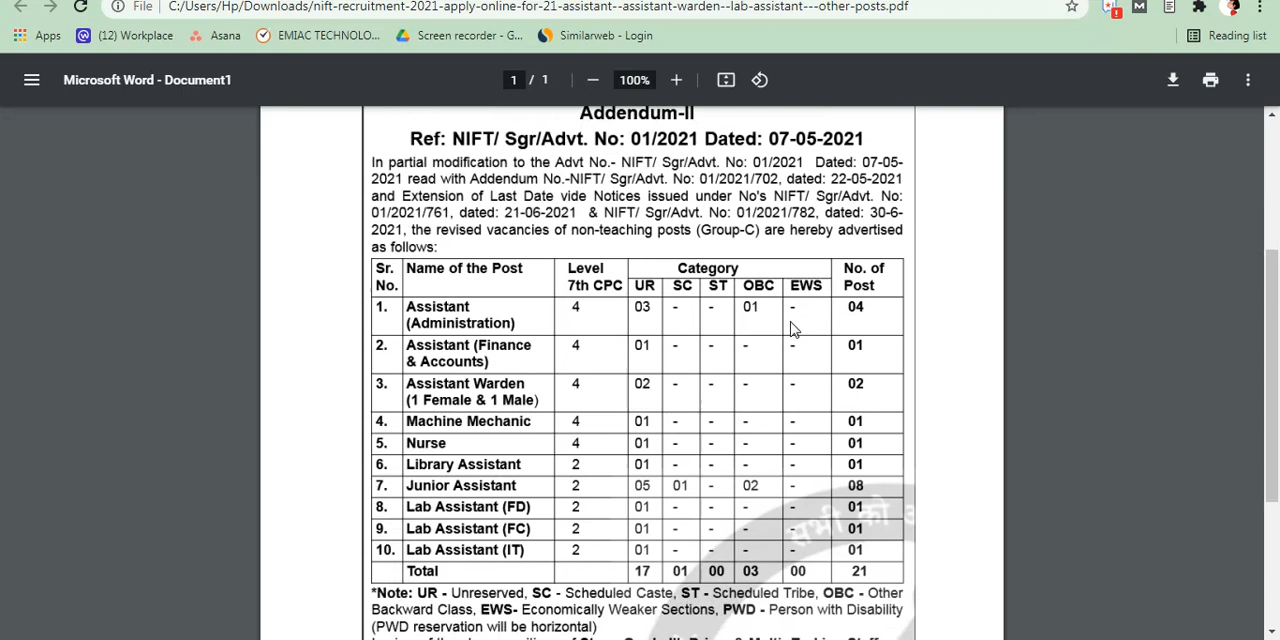 File C:/Users/Hp/Downloads/nift-recruitment-2021-apply-online-for-21-assistant--assistant-warden--lab-assistant---other-posts.pdf
Apps (12) Workplace Asana EMIAC TECHNOLO... Screen recorder - G... Similarweb - Login Reading list
Microsoft Word - Document1 1 / 1 100%
Addendum-II
Ref: NIFT/ Sgr/Advt. No: 01/2021 Dated: 07-05-2021
In partial modification to the Advt No.- NIFT/ Sgr/Advt. No: 01/2021 Dated: 07-05-
2021 read with Addendum No.-NIFT/ Sgr/Advt. No: 01/2021/702, dated: 22-05-2021
and Extension of Last Date vide Notices issued under No's NIFT/ Sgr/Advt. No:
01/2021/761, dated: 21-06-2021 & NIFT/ Sgr/Advt. No: 01/2021/782, dated: 30-6-
2021, the revised vacancies of non-teaching posts (Group-C) are hereby advertised
as follows:
Sr. Name of the Post Level Category No. of
No. 7th CPC UR SC ST OBC EWS Post
1. Assistant 4 03 - - 01 - 04
(Administration)
2. Assistant (Finance 4 01 - - - - 01
& Accounts)
3. Assistant Warden 4 02 - - - - 02
(1 Female & 1 Male)
4. Machine Mechanic 4 01 - - - - 01
5. Nurse 4 01 - - - - 01
6. Library Assistant 2 01 - - - - 01
7. Junior Assistant 2 05 01 - 02 - 08
8. Lab Assistant (FD) 2 01 - - - - 01
9. Lab Assistant (FC) 2 01 - - - - 01
10. Lab Assistant (IT) 2 01 - - - - 01
Total 17 01 00 03 00 21
सभी को
*Note: UR - Unreserved, SC - Scheduled Caste, ST - Scheduled Tribe, OBC - Other
Backward Class, EWS- Economically Weaker Sections, PWD - Person with Disability
(PWD reservation will be horizontal)